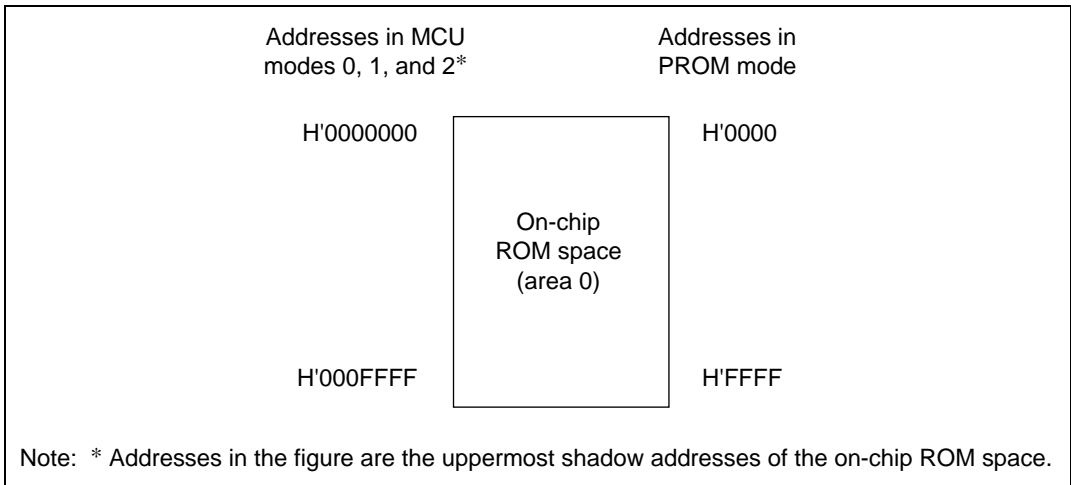 Addresses in MCU
modes 0, 1, and 2*
Addresses in
PROM mode
H'0000000
H'0000
On-chip
ROM space
(area 0)
H'000FFFF
H'FFFF
Note: * Addresses in the figure are the uppermost shadow addresses of the on-chip ROM space.